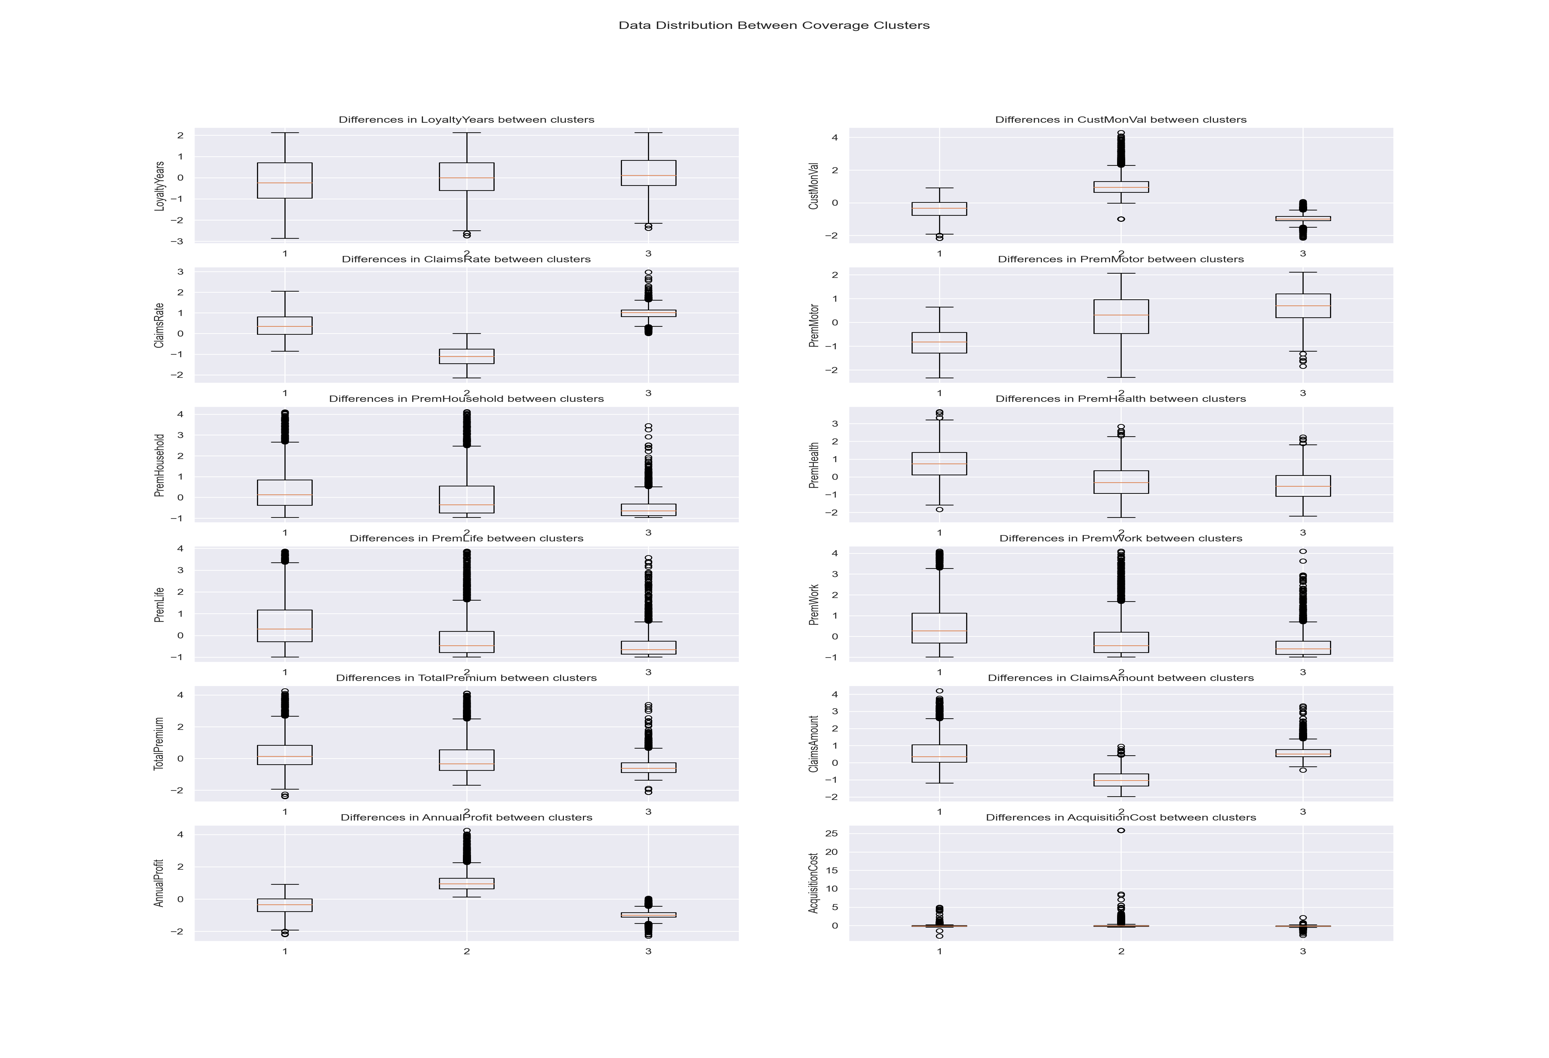 Data Distribution Between Coverage Clusters
Differences in LoyaltyYears between clusters
LoyaltyYears
2
1
0
−1
−2
−3
1 2 3
Differences in CustMonVal between clusters
CustMonVal
4
2
0
−2
1 2 3
Differences in ClaimsRate between clusters
ClaimsRate
3
2
1
0
−1
−2
1 2 3
Differences in PremMotor between clusters
PremMotor
2
1
0
−1
−2
1 2 3
Differences in PremHousehold between clusters
PremHousehold
4
3
2
1
0
−1
1 2 3
Differences in PremHealth between clusters
PremHealth
3
2
1
0
−1
−2
1 2 3
Differences in PremLife between clusters
PremLife
4
3
2
1
0
−1
1 2 3
Differences in PremWork between clusters
PremWork
4
3
2
1
0
−1
1 2 3
Differences in TotalPremium between clusters
TotalPremium
4
2
0
−2
1 2 3
Differences in ClaimsAmount between clusters
ClaimsAmount
4
3
2
1
0
−1
−2
1 2 3
Differences in AnnualProfit between clusters
AnnualProfit
4
2
0
−2
1 2 3
Differences in AcquisitionCost between clusters
AcquisitionCost
25
20
15
10
5
0
1 2 3